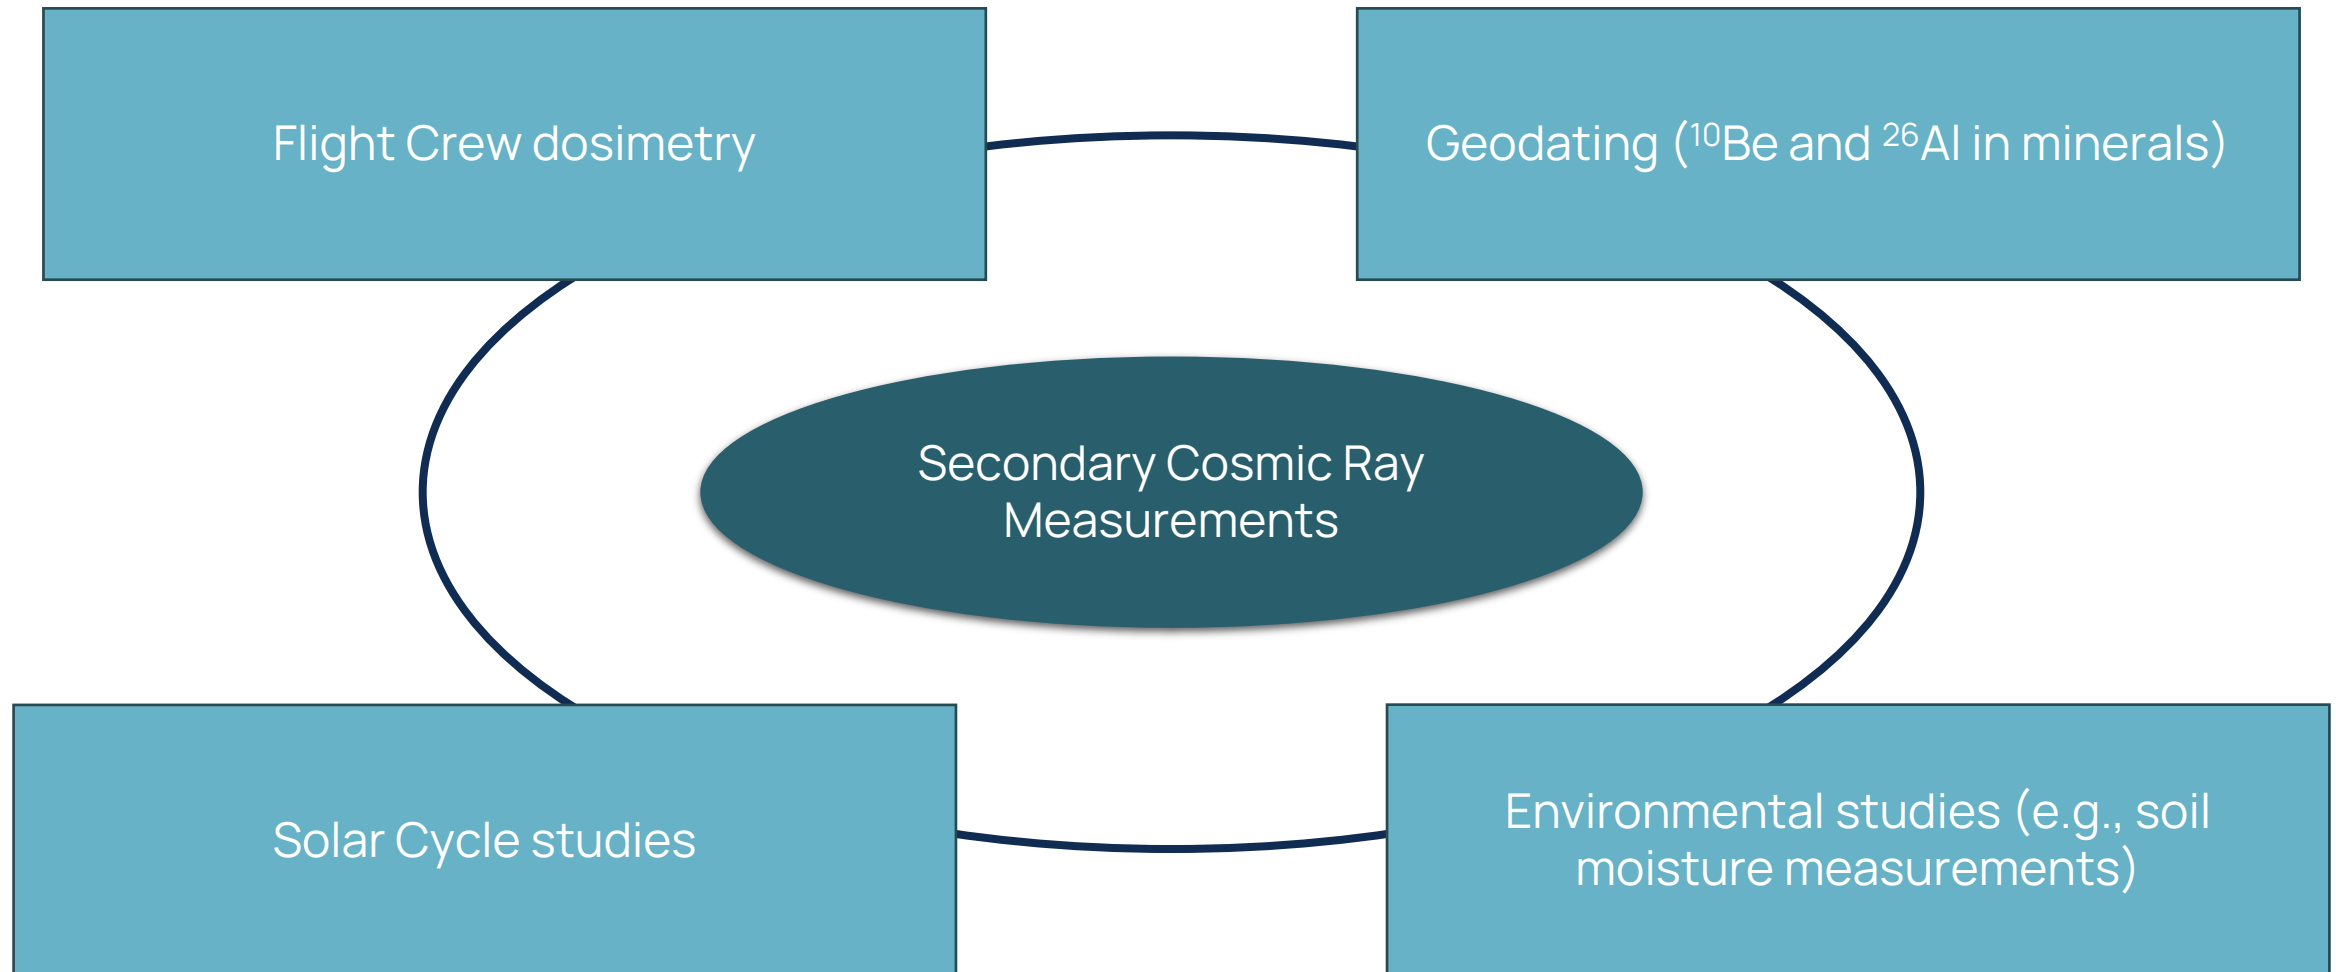 Flight Crew dosimetry
Geodating (¹⁰Be and ²⁶Al in minerals)
Secondary Cosmic Ray
Measurements
Solar Cycle studies
Environmental studies (e.g., soil
moisture measurements)